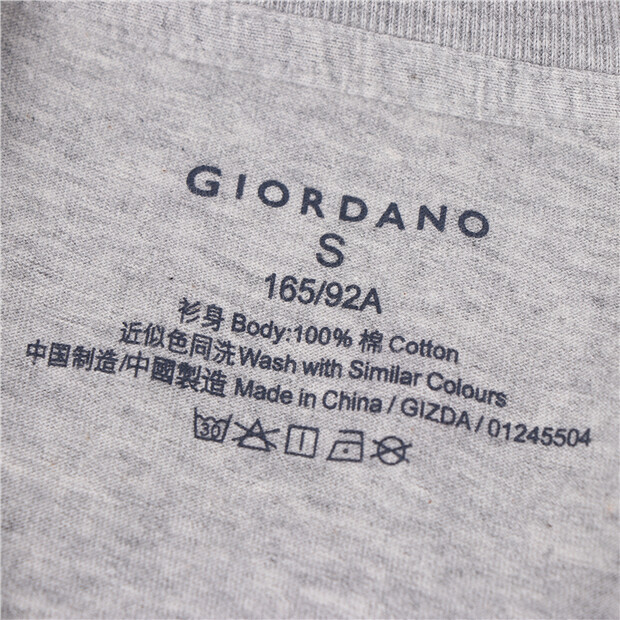 GIORDANO
S
165/92A
衫身 Body:100% 棉 Cotton
近似色同洗 Wash with Similar Colours
中国制造/中國製造 Made in China / GIZDA / 01245504
30